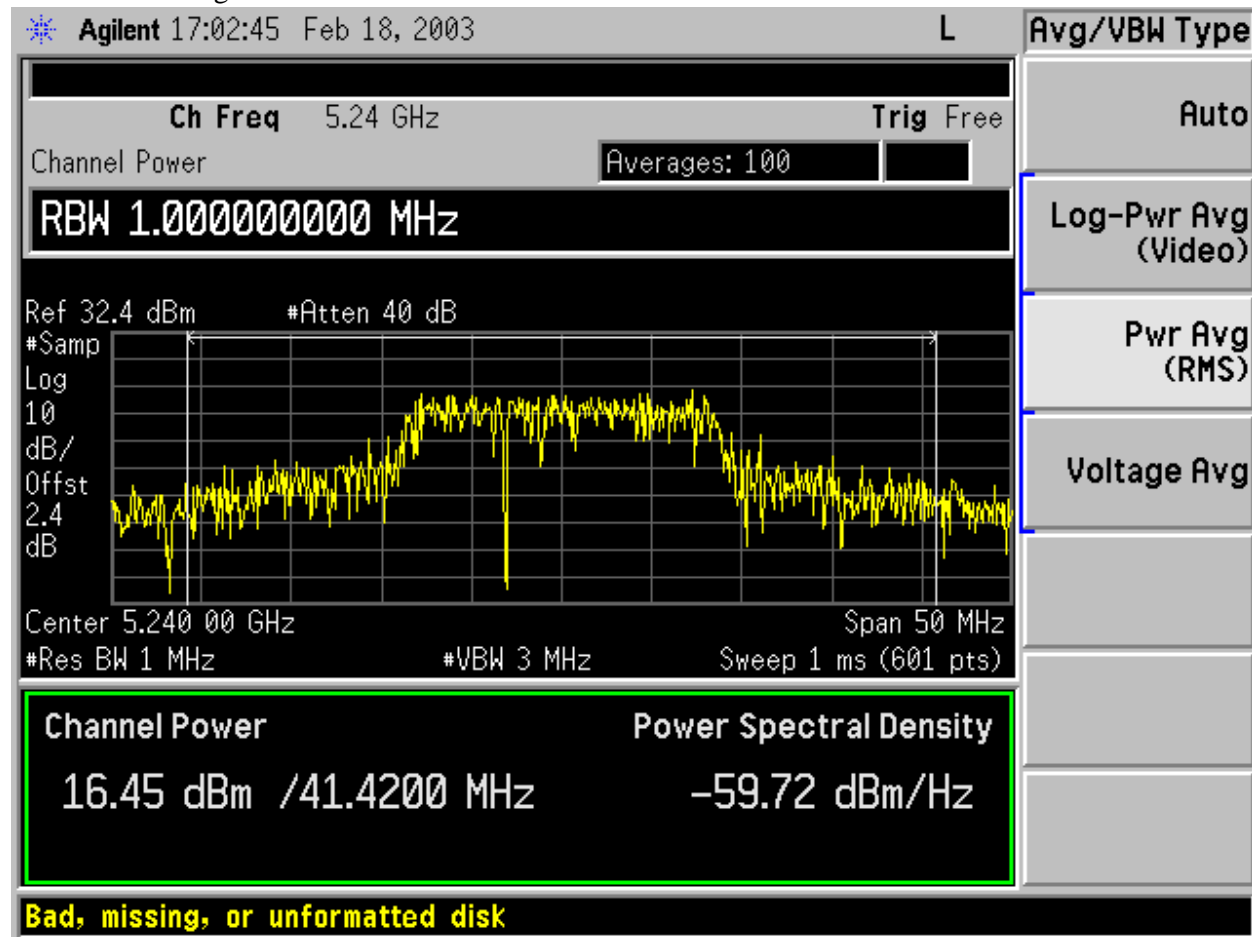 Agilent 17:02:45 Feb 18, 2003 L
Avg/VBW Type
Ch Freq 5.24 GHz Trig Free
Channel Power Averages: 100
RBW 1.000000000 MHz
Ref 32.4 dBm #Atten 40 dB
#Samp
Log
10
dB/
Offst
2.4
dB
Center 5.240 00 GHz Span 50 MHz
#Res BW 1 MHz #VBW 3 MHz Sweep 1 ms (601 pts)
Channel Power Power Spectral Density
16.45 dBm /41.4200 MHz -59.72 dBm/Hz
Bad, missing, or unformatted disk
Auto
Log-Pwr Avg
(Video)
Pwr Avg
(RMS)
Voltage Avg